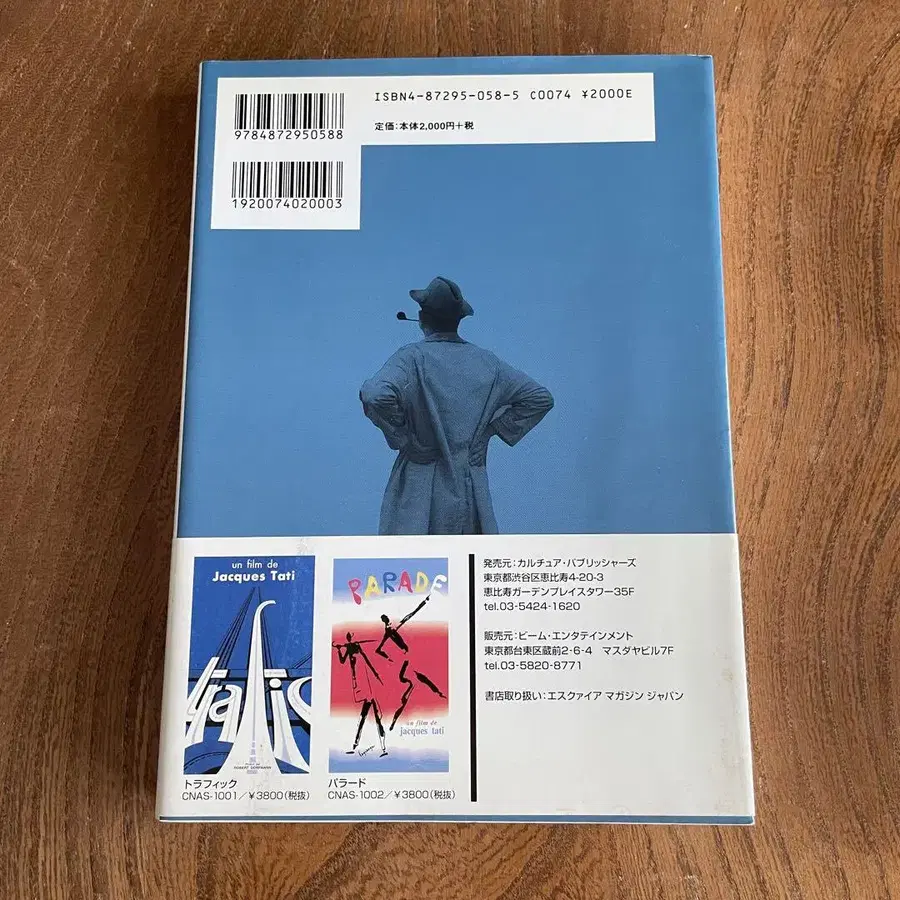 ISBN4-87295-058-5 C0074 ¥2000E
定価：本体2,000円+税
9784872950588
1920074020003
un film de
Jacques Tati
trafic
トラフィック
CNAS-1001／￥3800（税抜）
PARADE
un film de
jacques tati
パラード
CNAS-1002／￥3800（税抜）
発売元：カルチュア・パブリッシャーズ
東京都渋谷区恵比寿4-20-3
恵比寿ガーデンプレイスタワー35F
tel.03-5424-1620
販売元：ビーム・エンタテインメント
東京都台東区蔵前2-6-4　マスダヤビル7F
tel.03-5820-8771
書店取り扱い：エスクァイア マガジン ジャパン